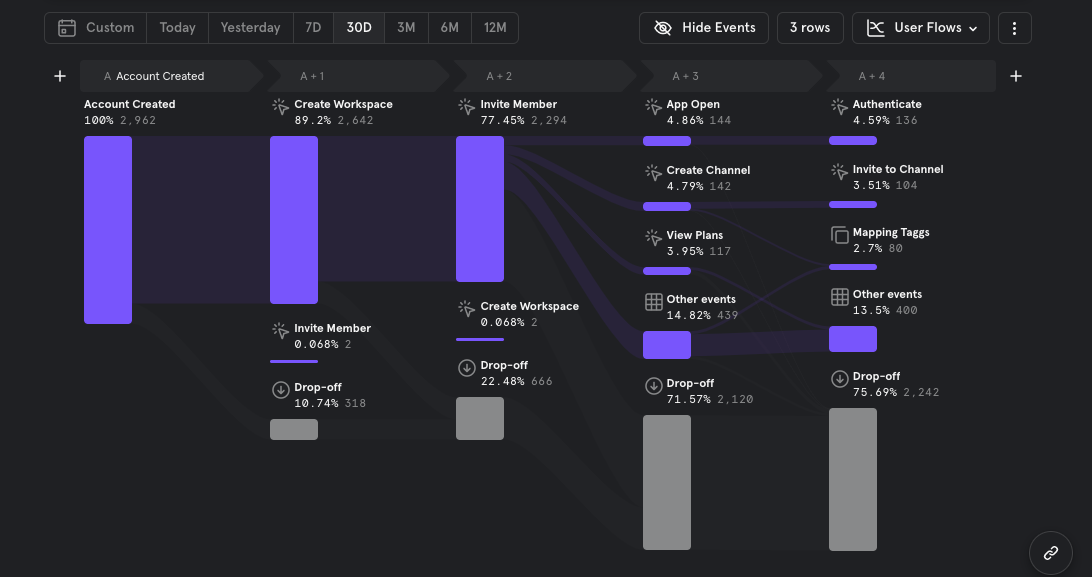 Custom
Today
Yesterday
7D
30D
3M
6M
12M
Hide Events
3 rows
User Flows
A Account Created
A + 1
A + 2
A + 3
A + 4
Account Created
100% 2,962
Create Workspace
89.2% 2,642
Invite Member
0.068% 2
Drop-off
10.74% 318
Invite Member
77.45% 2,294
Create Workspace
0.068% 2
Drop-off
22.48% 666
App Open
4.86% 144
Create Channel
4.79% 142
View Plans
3.95% 117
Other events
14.82% 439
Drop-off
71.57% 2,120
Authenticate
4.59% 136
Invite to Channel
3.51% 104
Mapping Taggs
2.7% 80
Other events
13.5% 400
Drop-off
75.69% 2,242